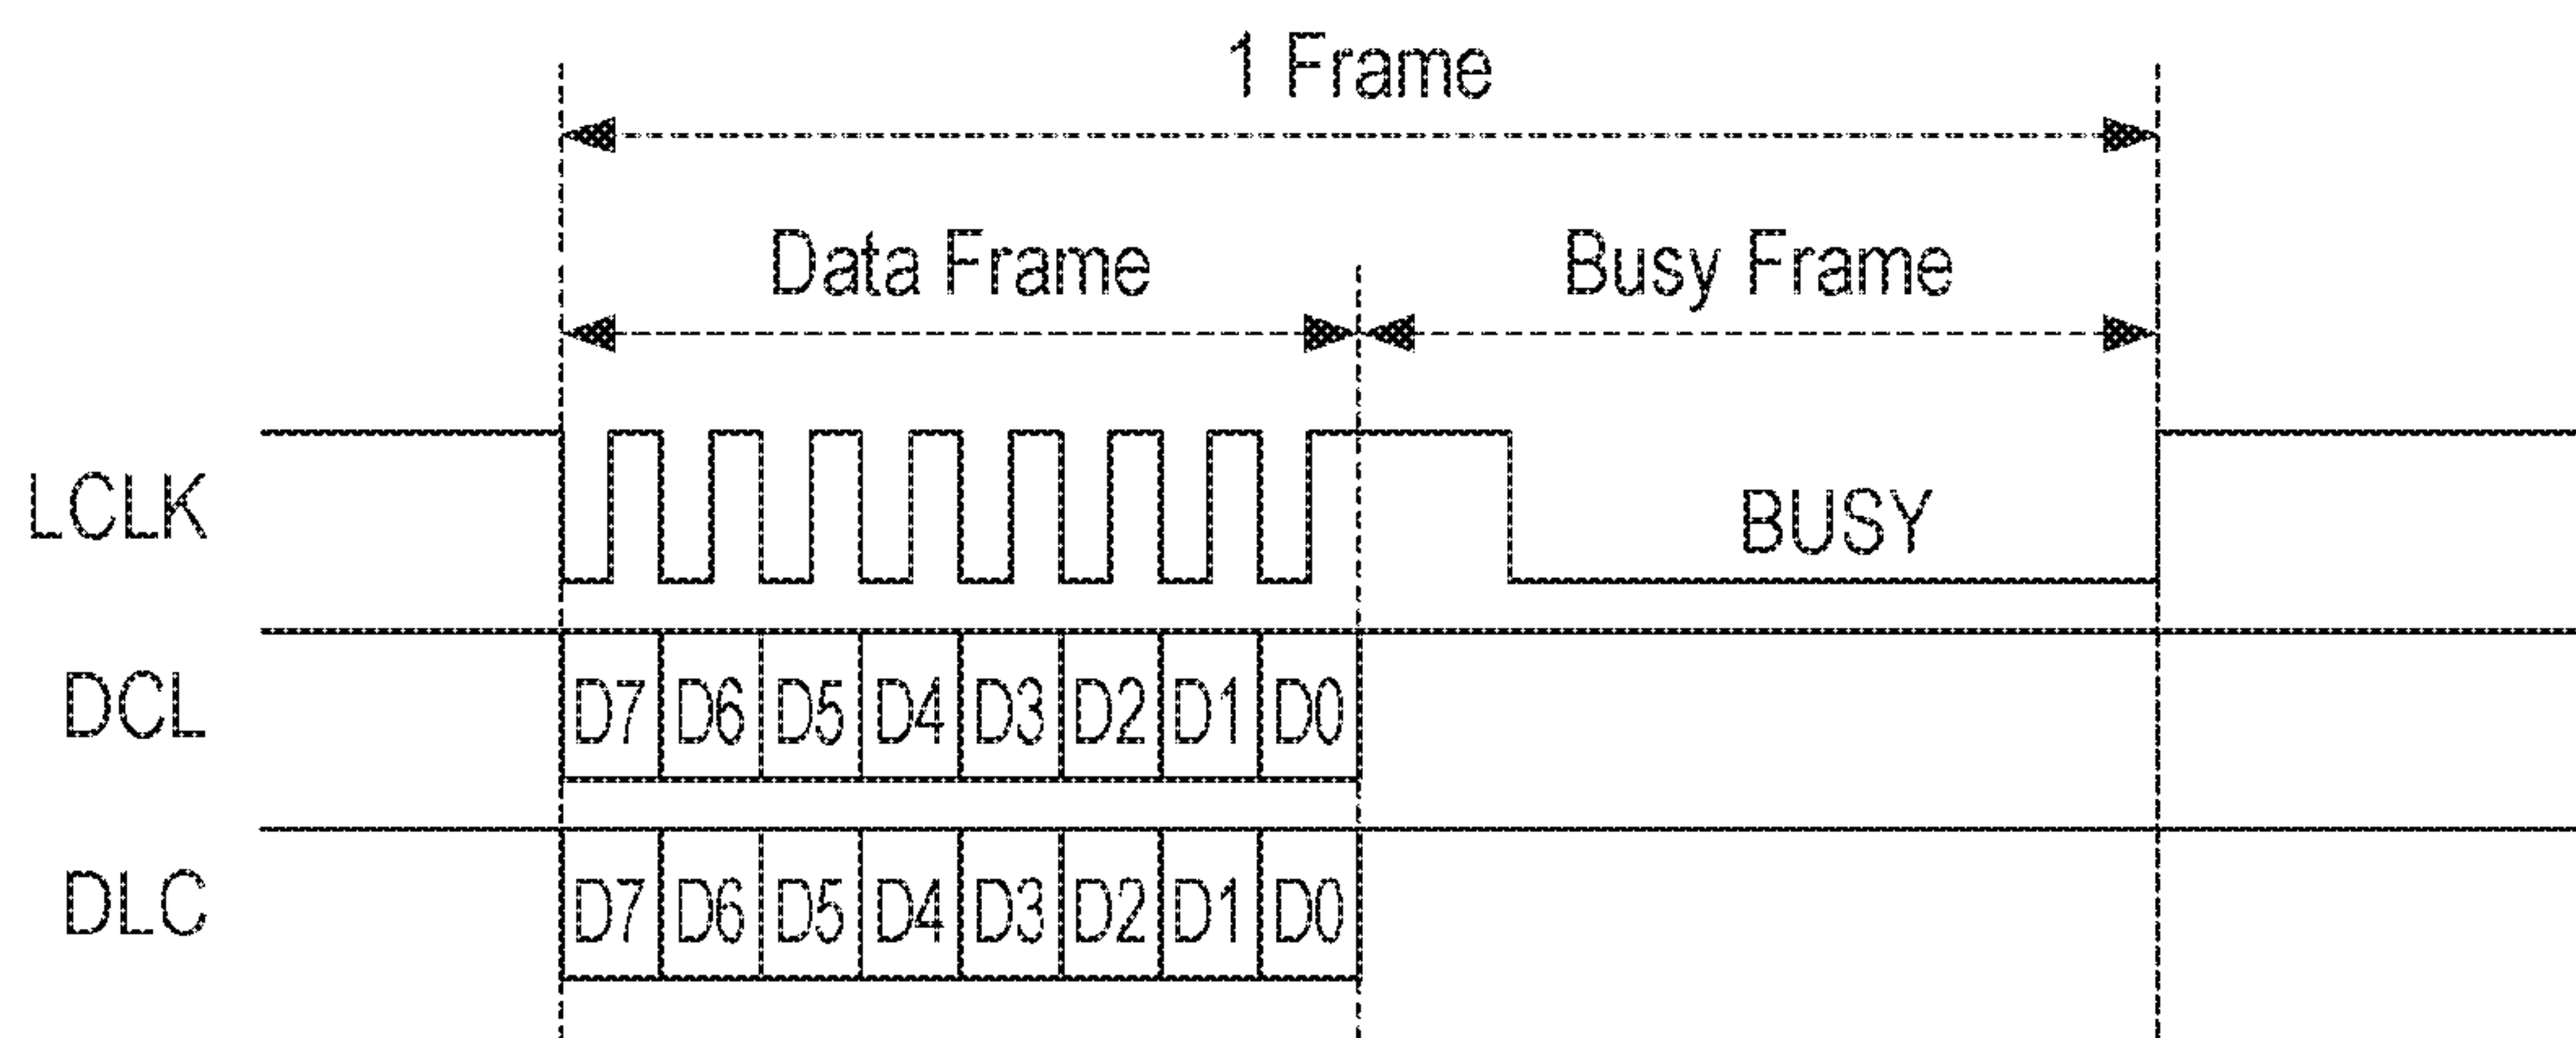 1 Frame
Data Frame Busy Frame
LCLK BUSY
DCL D7 D6 D5 D4 D3 D2 D1 D0
DLC D7 D6 D5 D4 D3 D2 D1 D0